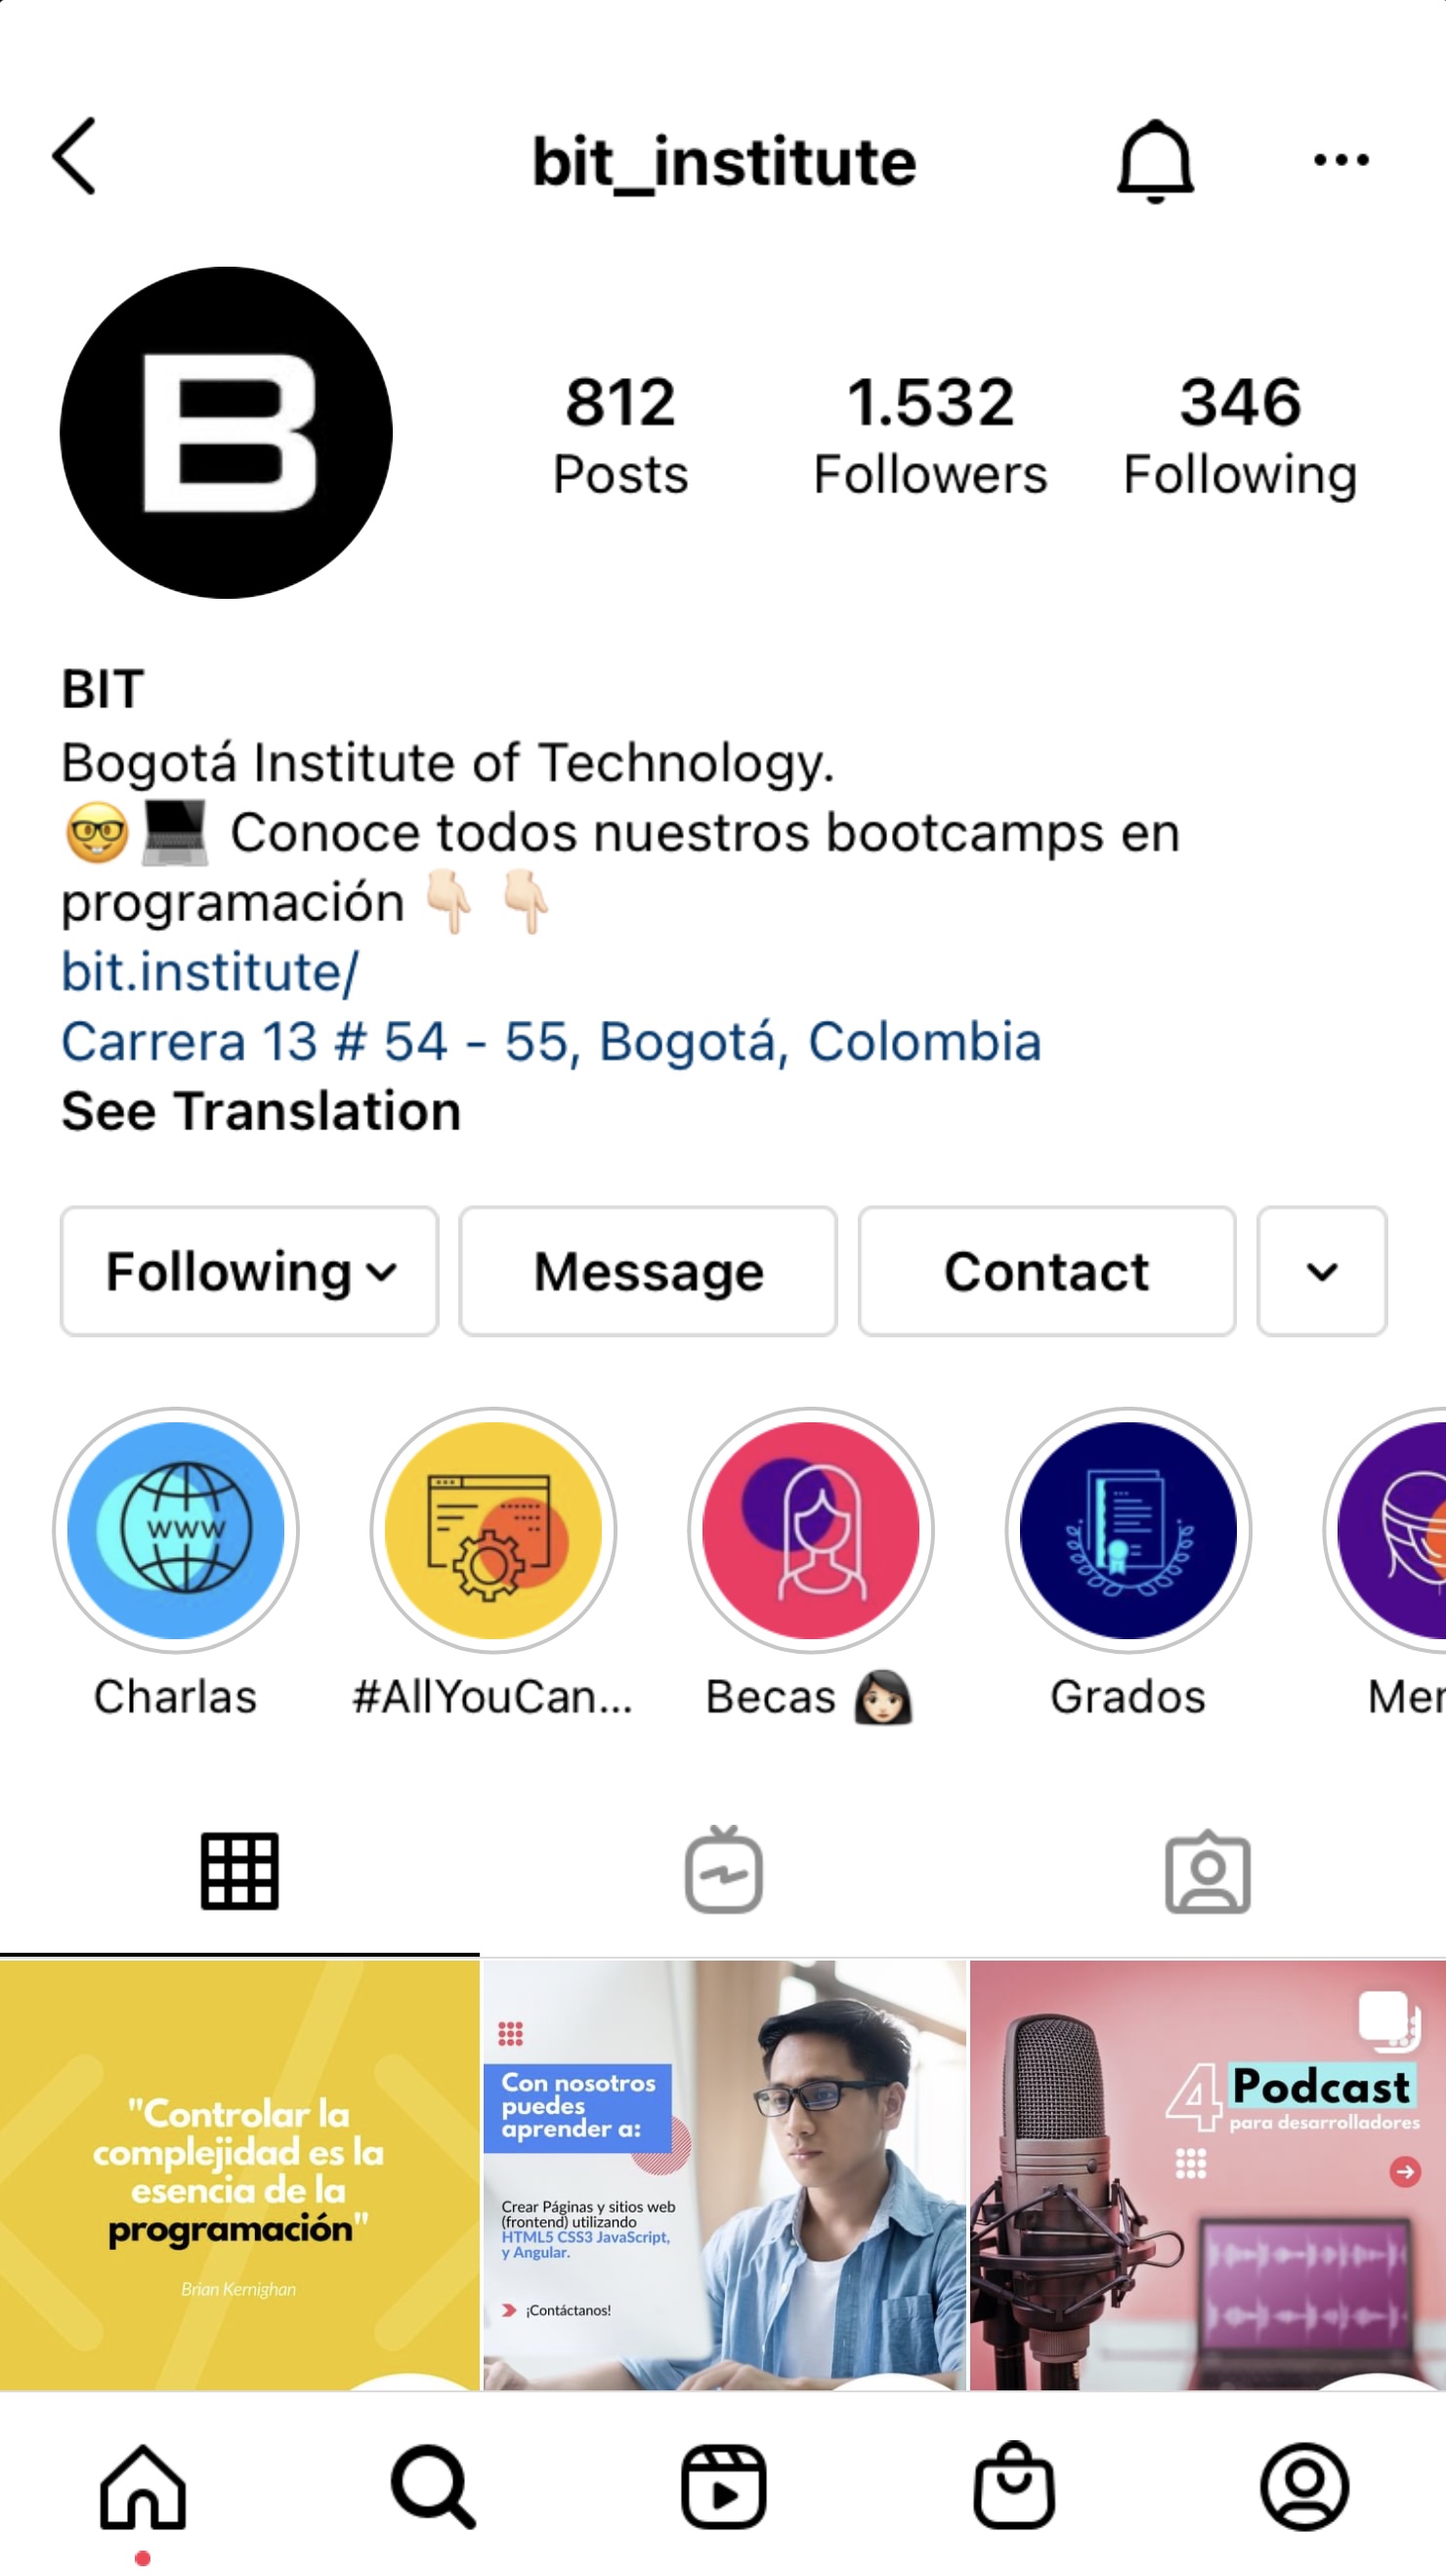 bit_institute
B
812
Posts
1.532
Followers
346
Following
BIT
Bogotá Institute of Technology.
🤓💻 Conoce todos nuestros bootcamps en
programación 👇🏻 👇🏻
bit.institute/
Carrera 13 # 54 - 55, Bogotá, Colombia
See Translation
Following
Message
Contact
www
Charlas
#AllYouCan...
Becas 👩🏻
Grados
Mer
"Controlar la
complejidad es la
esencia de la
programación"
Brian Kernighan
Con nosotros
puedes
aprender a:
Crear Páginas y sitios web
(frontend) utilizando
HTML5 CSS3 JavaScript,
y Angular.
¡Contáctanos!
4 Podcast
para desarrolladores